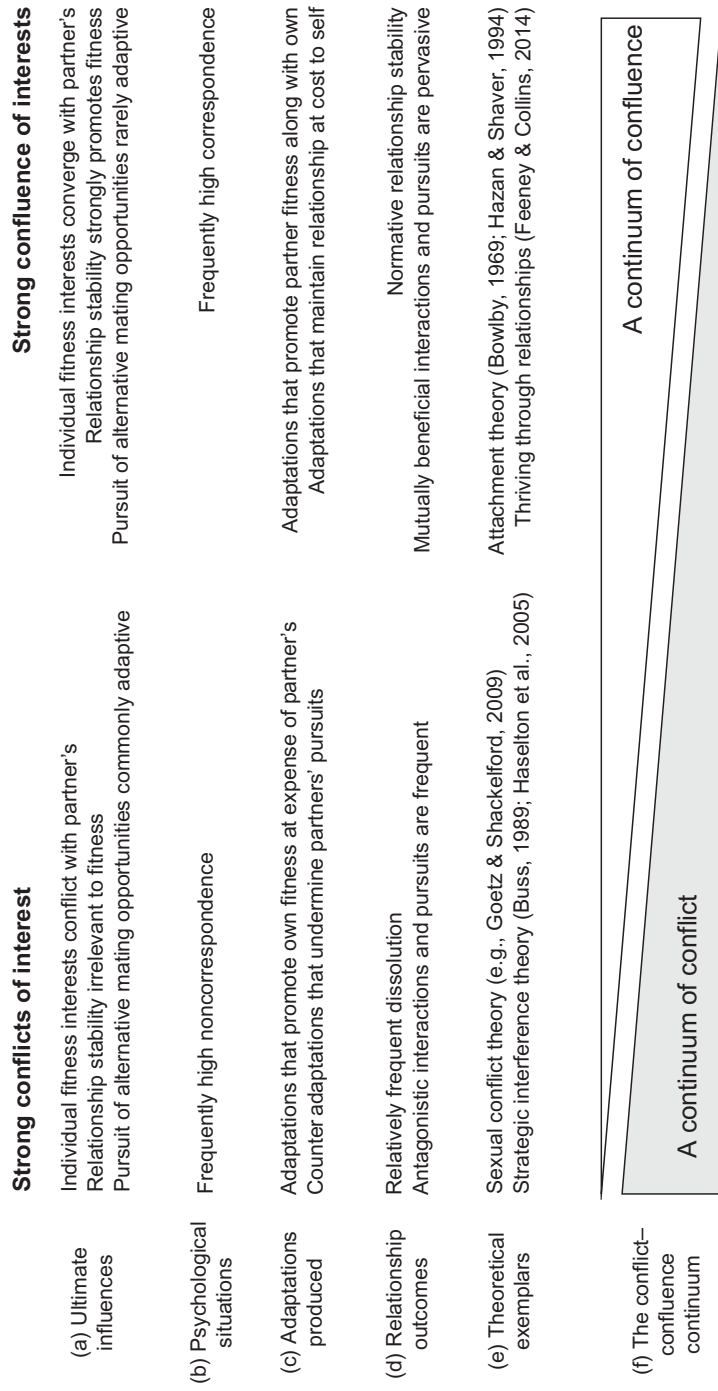 Strong conflicts of interest
Strong confluence of interests
(a) Ultimate
influences
Individual fitness interests conflict with partner's
Relationship stability irrelevant to fitness
Pursuit of alternative mating opportunities commonly adaptive
Individual fitness interests converge with partner's
Relationship stability strongly promotes fitness
Pursuit of alternative mating opportunities rarely adaptive
(b) Psychological
situations
Frequently high noncorrespondence
Frequently high correspondence
(c) Adaptations
produced
Adaptations that promote own fitness at expense of partner's
Counter adaptations that undermine partners' pursuits
Adaptations that promote partner fitness along with own
Adaptations that maintain relationship at cost to self
(d) Relationship
outcomes
Relatively frequent dissolution
Antagonistic interactions and pursuits are frequent
Normative relationship stability
Mutually beneficial interactions and pursuits are pervasive
(e) Theoretical
exemplars
Sexual conflict theory (e.g., Goetz & Shackelford, 2009)
Strategic interference theory (Buss, 1989; Haselton et al., 2005)
Attachment theory (Bowlby, 1969; Hazan & Shaver, 1994)
Thriving through relationships (Feeney & Collins, 2014)
(f) The conflict–
confluence
continuum
A continuum of conflict
A continuum of confluence